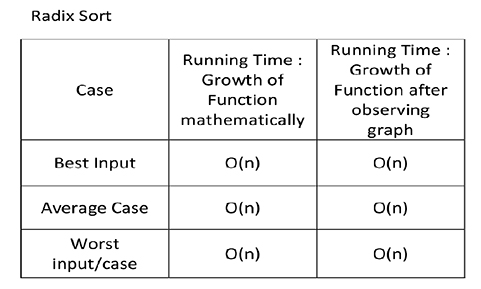 Radix Sort
Case
Running Time :
Growth of
Function
mathematically
Running Time :
Growth of
Function after
observing
graph
Best Input
O(n)
O(n)
Average Case
O(n)
O(n)
Worst
input/case
O(n)
O(n)